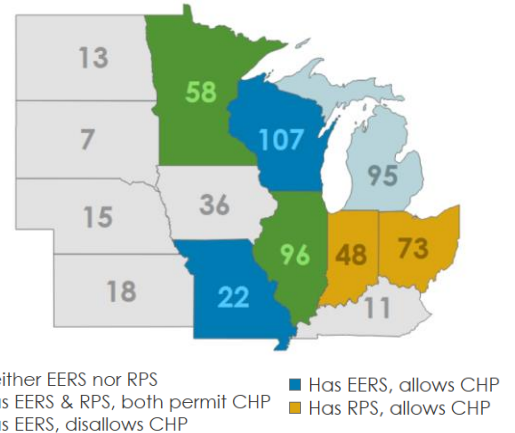 13
58
7
107
95
15
36
96
48
73
18
22
11
either EERS nor RPS
as EERS & RPS, both permit CHP
as EERS, disallows CHP
Has EERS, allows CHP
Has RPS, allows CHP